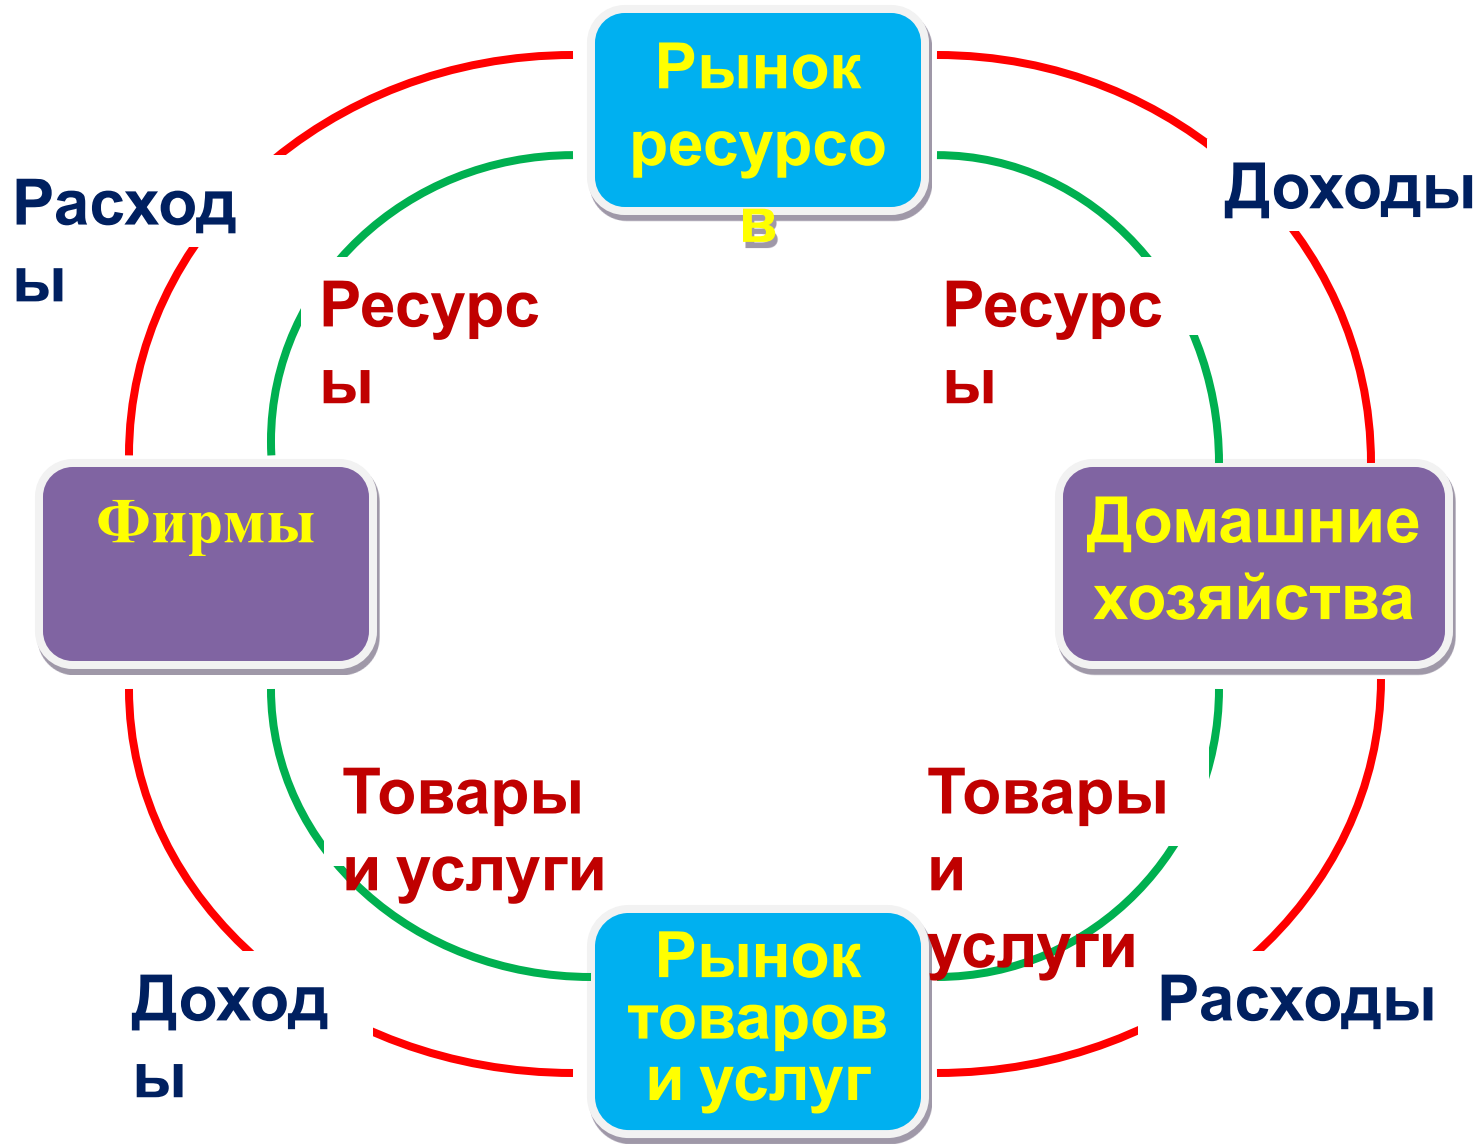 Рынок
ресурсо
в
Расход
ы
Доходы
Ресурс
ы
Ресурс
ы
Фирмы
Домашние
хозяйства
Товары
и услуги
Товары
и
услуги
Рынок
товаров
и услуг
Доход
ы
Расходы